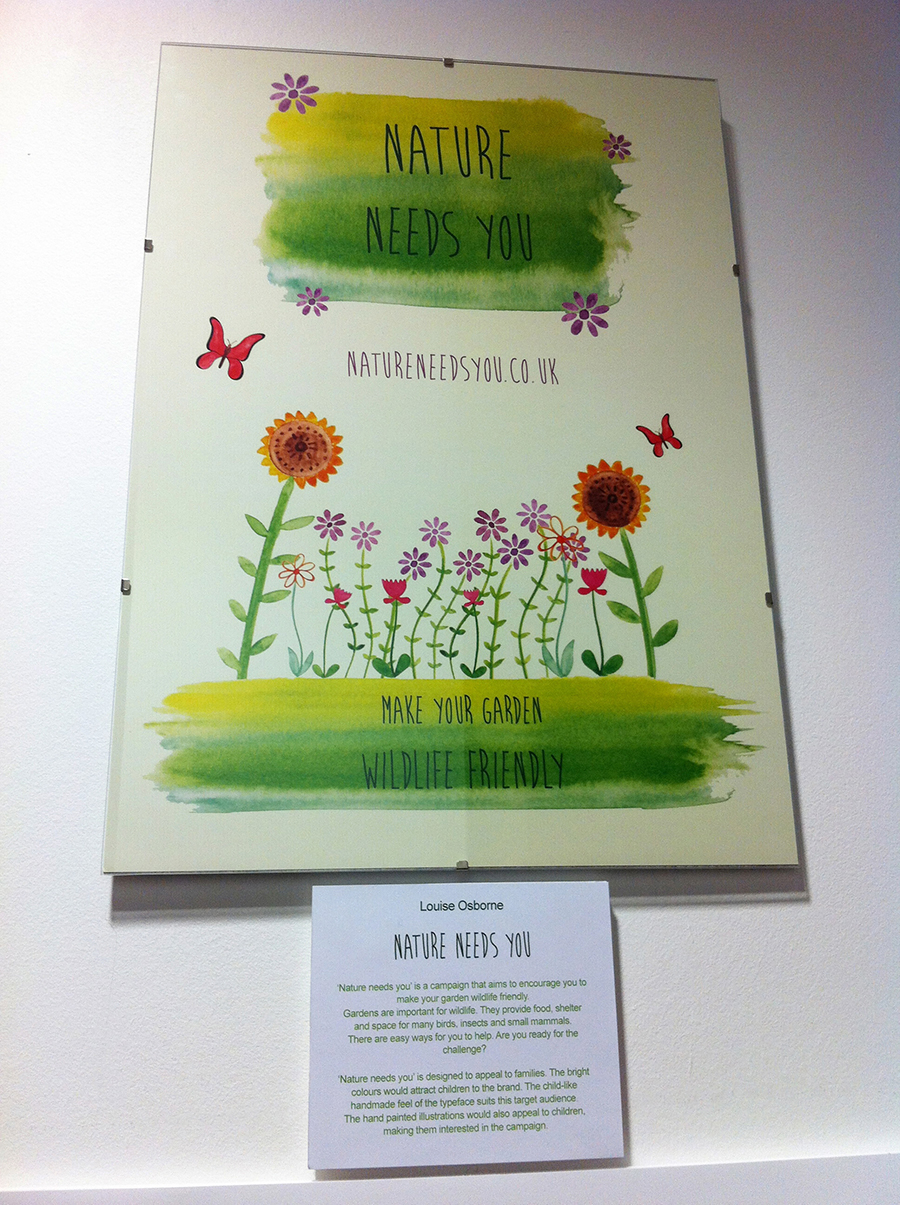 NATURE
NEEDS YOU
NATURENEEDSYOU.CO.UK
MAKE YOUR GARDEN
WILDLIFE FRIENDLY
Louise Osborne
NATURE NEEDS YOU
'Nature needs you' is a campaign that aims to encourage you to
make your garden wildlife friendly.
Gardens are important for wildlife. They provide food, shelter
and space for many birds, insects and small mammals.
There are easy ways for you to help. Are you ready for the
challenge?
'Nature needs you' is designed to appeal to families. The bright
colours would attract children to the brand. The child-like
handmade feel of the typeface suits this target audience.
The hand painted illustrations would also appeal to children,
making them interested in the campaign.